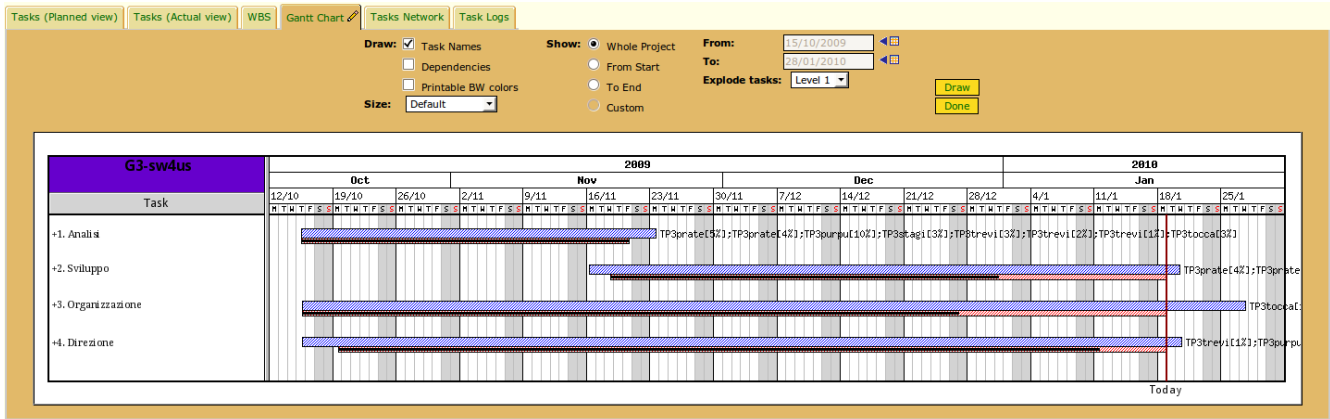 Tasks (Planned view) Tasks (Actual view) WBS Gantt Chart Tasks Network Task Logs
Draw: Task Names Show: Whole Project From: 15/10/2009
Dependencies From Start To: 28/01/2010
Printable BW colors To End Explode tasks: Level 1 Draw
Size: Default Custom Done
G3-sw4us 2009 2010
Oct Nov Dec Jan
Task 12/10 19/10 26/10 2/11 9/11 16/11 23/11 30/11 7/12 14/12 21/12 28/12 4/1 11/1 18/1 25/1
M T W T F S S M T W T F S S M T W T F S S M T W T F S S M T W T F S S M T W T F S S M T W T F S S M T W T F S S M T W T F S S M T W T F S S M T W T F S S M T W T F S S M T W T F S S M T W T F S S M T W T F S S M T W T F S S
+1. Analisi TP3prate[5%];TP3prate[4%];TP3purpu[10%];TP3stagi[3%];TP3trevi[3%];TP3trevi[2%];TP3trevi[1%];TP3tocca[3%]
+2. Sviluppo TP3prate[4%];TP3prate
+3. Organizzazione TP3tocca[
+4. Direzione TP3trevi[1%];TP3purpu
Today